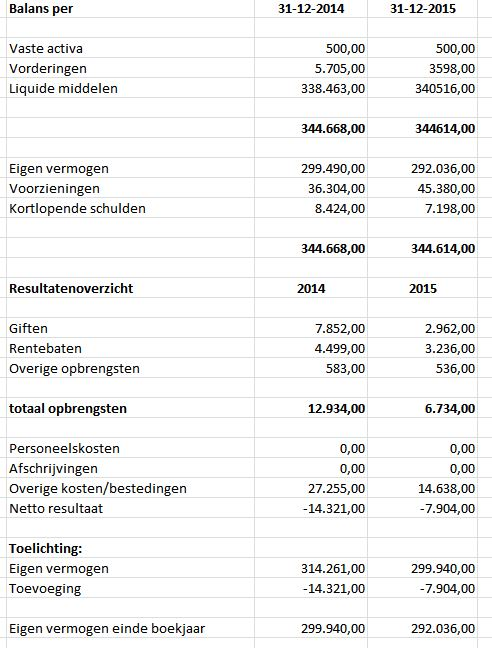 Balans per 31-12-2014 31-12-2015
Vaste activa 500,00 500,00
Vorderingen 5.705,00 3598,00
Liquide middelen 338.463,00 340516,00
344.668,00 344614,00
Eigen vermogen 299.490,00 292.036,00
Voorzieningen 36.304,00 45.380,00
Kortlopende schulden 8.424,00 7.198,00
344.668,00 344.614,00
Resultatenoverzicht 2014 2015
Giften 7.852,00 2.962,00
Rentebaten 4.499,00 3.236,00
Overige opbrengsten 583,00 536,00
totaal opbrengsten 12.934,00 6.734,00
Personeelskosten 0,00 0,00
Afschrijvingen 0,00 0,00
Overige kosten/bestedingen 27.255,00 14.638,00
Netto resultaat -14.321,00 -7.904,00
Toelichting:
Eigen vermogen 314.261,00 299.940,00
Toevoeging -14.321,00 -7.904,00
Eigen vermogen einde boekjaar 299.940,00 292.036,00